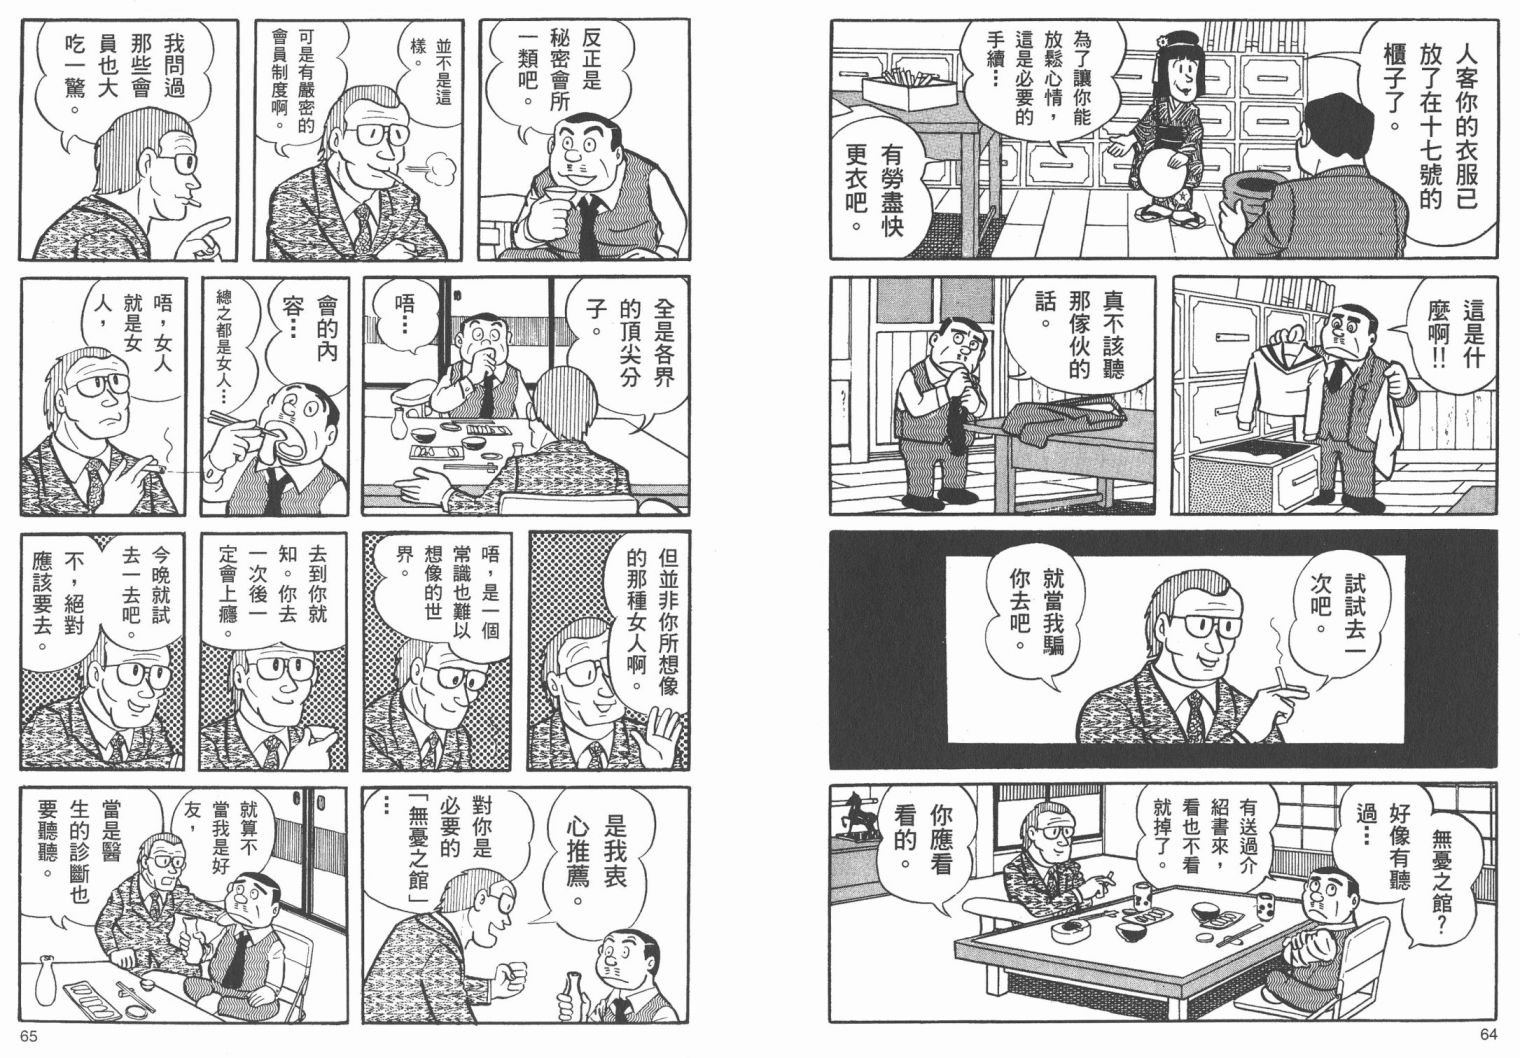 人客你的衣服已
放了在十七號的
櫃子了。
為了讓你能
放鬆心情，
這是必要的
手續⋯
有勞盡快
更衣吧。
這是什
麼啊!!
真不該聽
那傢伙的
話。
試試去一
次吧。
就當我騙
你去吧。
無憂之館?
好像有聽
過⋯
有送過介
紹書來，
看也不看
就掉了。
你應看
看的。
64
反正是
秘密會所
一類吧。
並不是這
樣。
可是有嚴密的
會員制度啊。
我問過
那些會
員也大
吃一驚。
全是各界
的頂尖分
子。
唔⋯
會的內
容⋯
總之都是女人⋯
唔，女人
就是女
人，
但並非你所想像
的那種女人啊。
唔，是一個
常識也難以
想像的世
界。
去到你就
知。你去
一次後一
定會上癮。
今晚就試
去一去吧。
不，絕對
應該要去。
是我衷
心推薦。
對你是
必要的
「無憂之館」
⋯
就算不
當我是好
友，
當是醫
生的診斷也
要聽聽。
65